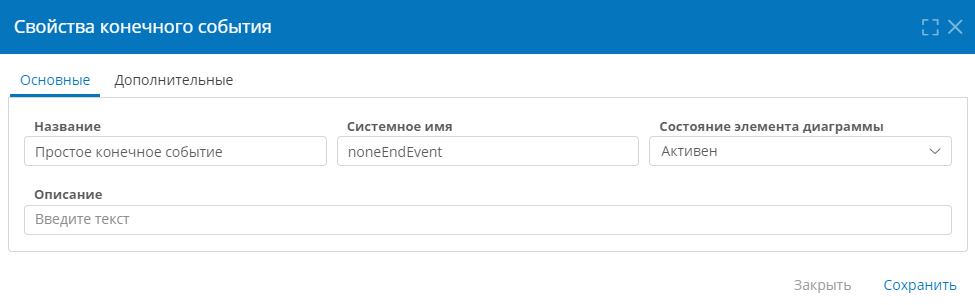 Свойства конечного события
Основные Дополнительные
Название Системное имя Состояние элемента диаграммы
Простое конечное событие noneEndEvent Активен
Описание
Введите текст
Закрыть Сохранить